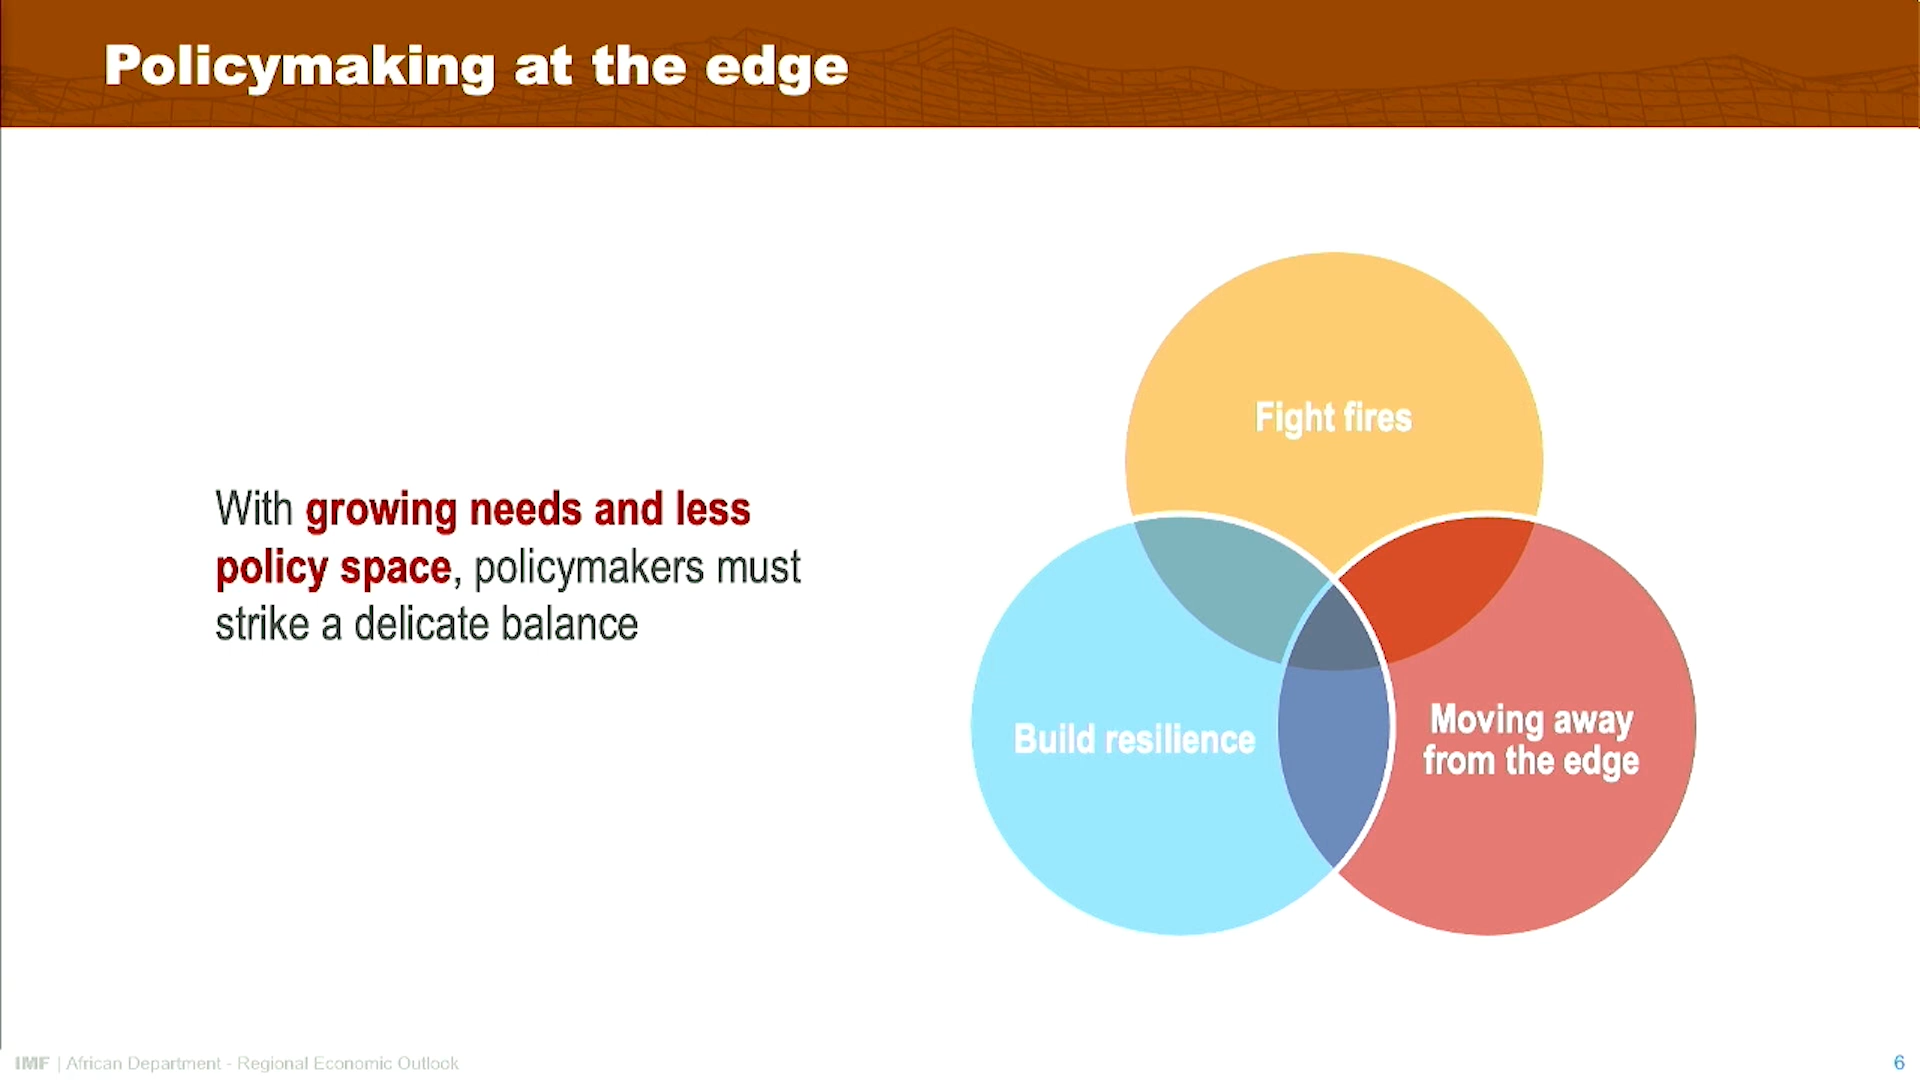 Policymaking at the edge
With growing needs and less
policy space, policymakers must
strike a delicate balance
Fight fires
Build resilience
Moving away
from the edge
IMF | African Department - Regional Economic Outlook
6